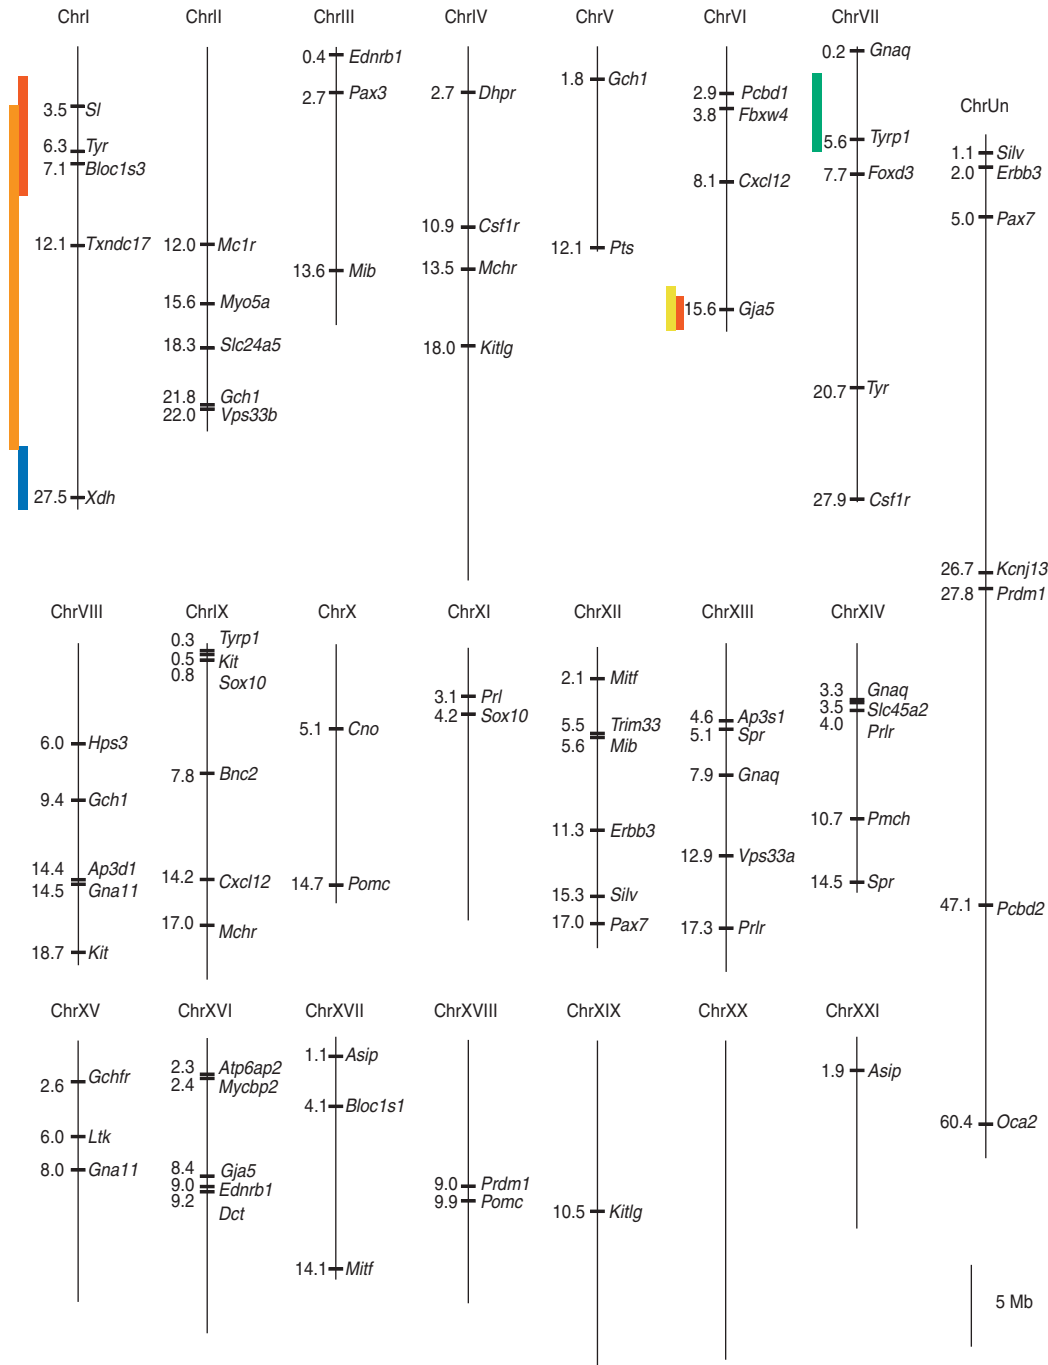 ChrI
3.5 Sl
6.3 Tyr
7.1 Bloc1s3
12.1 Txndc17
27.5 Xdh
ChrII
12.0 Mc1r
15.6 Myo5a
18.3 Slc24a5
21.8 Gch1
22.0 Vps33b
ChrIII
0.4 Ednrb1
2.7 Pax3
13.6 Mib
ChrIV
2.7 Dhpr
10.9 Csf1r
13.5 Mchr
18.0 Kitlg
ChrV
1.8 Gch1
12.1 Pts
ChrVI
2.9 Pcbd1
3.8 Fbxw4
8.1 Cxcl12
15.6 Gja5
ChrVII
0.2 Gnaq
5.6 Tyrp1
7.7 Foxd3
20.7 Tyr
27.9 Csf1r
ChrUn
1.1 Silv
2.0 Erbb3
5.0 Pax7
26.7 Kcnj13
27.8 Prdm1
47.1 Pcbd2
60.4 Oca2
ChrVIII
6.0 Hps3
9.4 Gch1
14.4 Ap3d1
14.5 Gna11
18.7 Kit
ChrIX
0.3 Tyrp1
0.5 Kit
0.8 Sox10
7.8 Bnc2
14.2 Cxcl12
17.0 Mchr
ChrX
5.1 Cno
14.7 Pomc
ChrXI
3.1 Prl
4.2 Sox10
ChrXII
2.1 Mitf
5.5 Trim33
5.6 Mib
11.3 Erbb3
15.3 Silv
17.0 Pax7
ChrXIII
4.6 Ap3s1
5.1 Spr
7.9 Gnaq
12.9 Vps33a
17.3 Prlr
ChrXIV
3.3 Gnaq
3.5 Slc45a2
4.0 Prlr
10.7 Pmch
14.5 Spr
ChrXV
2.6 Gchfr
6.0 Ltk
8.0 Gna11
ChrXVI
2.3 Atp6ap2
2.4 Mycbp2
8.4 Gja5
9.0 Ednrb1
9.2 Dct
ChrXVII
1.1 Asip
4.1 Bloc1s1
14.1 Mitf
ChrXVIII
9.0 Prdm1
9.9 Pomc
ChrXIX
10.5 Kitlg
ChrXX
ChrXXI
1.9 Asip
5 Mb